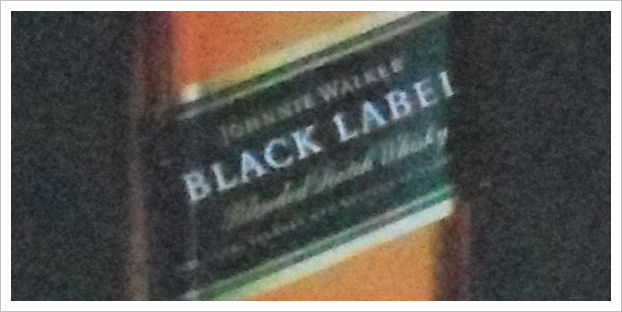 JOHNNIE WALKER
BLACK LABEL
Blended Scotch Whisky